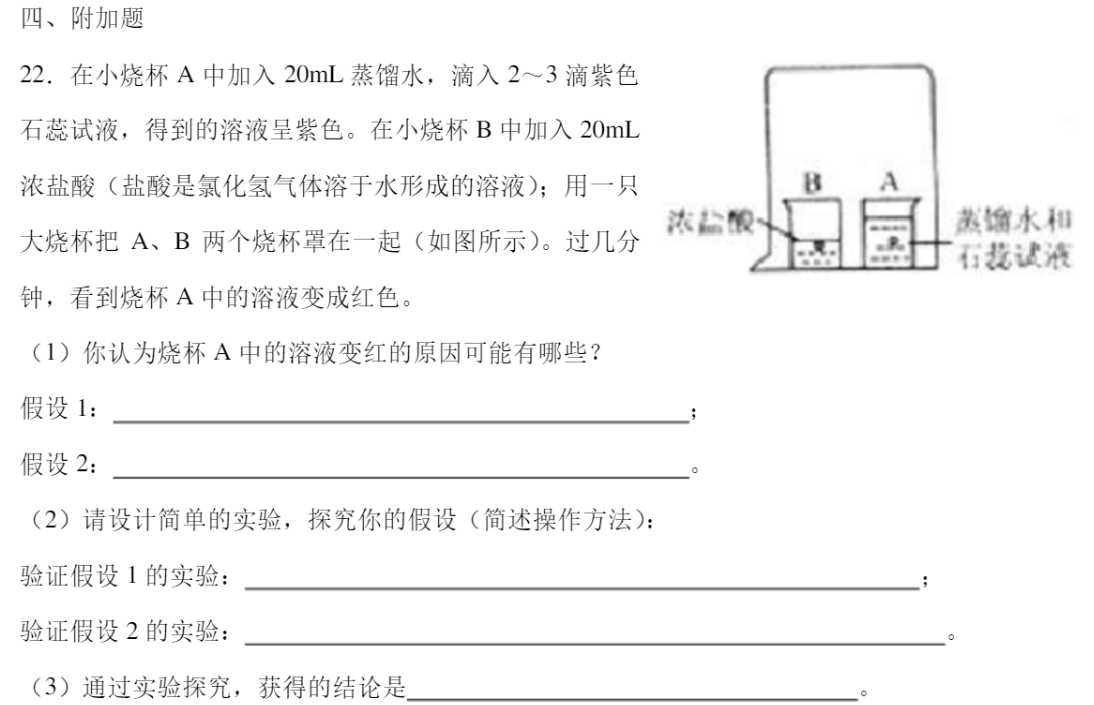 四、附加题
22．在小烧杯 A 中加入 20mL 蒸馏水，滴入 2～3 滴紫色
石蕊试液，得到的溶液呈紫色。在小烧杯 B 中加入 20mL
浓盐酸（盐酸是氯化氢气体溶于水形成的溶液）；用一只
大烧杯把 A、B 两个烧杯罩在一起（如图所示）。过几分
钟，看到烧杯 A 中的溶液变成红色。
B A
浓盐酸
蒸馏水和
石蕊试液
（1）你认为烧杯 A 中的溶液变红的原因可能有哪些？
假设 1：；
假设 2：。
（2）请设计简单的实验，探究你的假设（简述操作方法）：
验证假设 1 的实验：；
验证假设 2 的实验：。
（3）通过实验探究，获得的结论是。